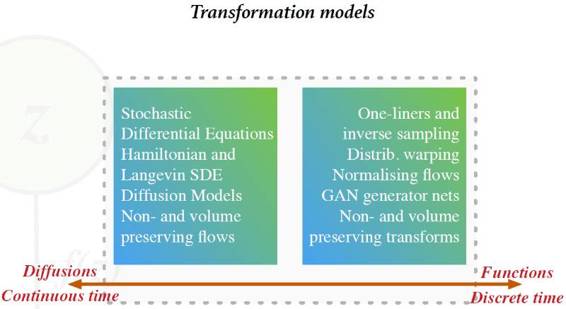 Transformation models
z
Stochastic
Differential Equations
Hamiltonian and
Langevin SDE
Diffusion Models
Non- and volume
preserving flows
One-liners and
inverse sampling
Distrib. warping
Normalising flows
GAN generator nets
Non- and volume
preserving transforms
Diffusions
Continuous time
Functions
Discrete time